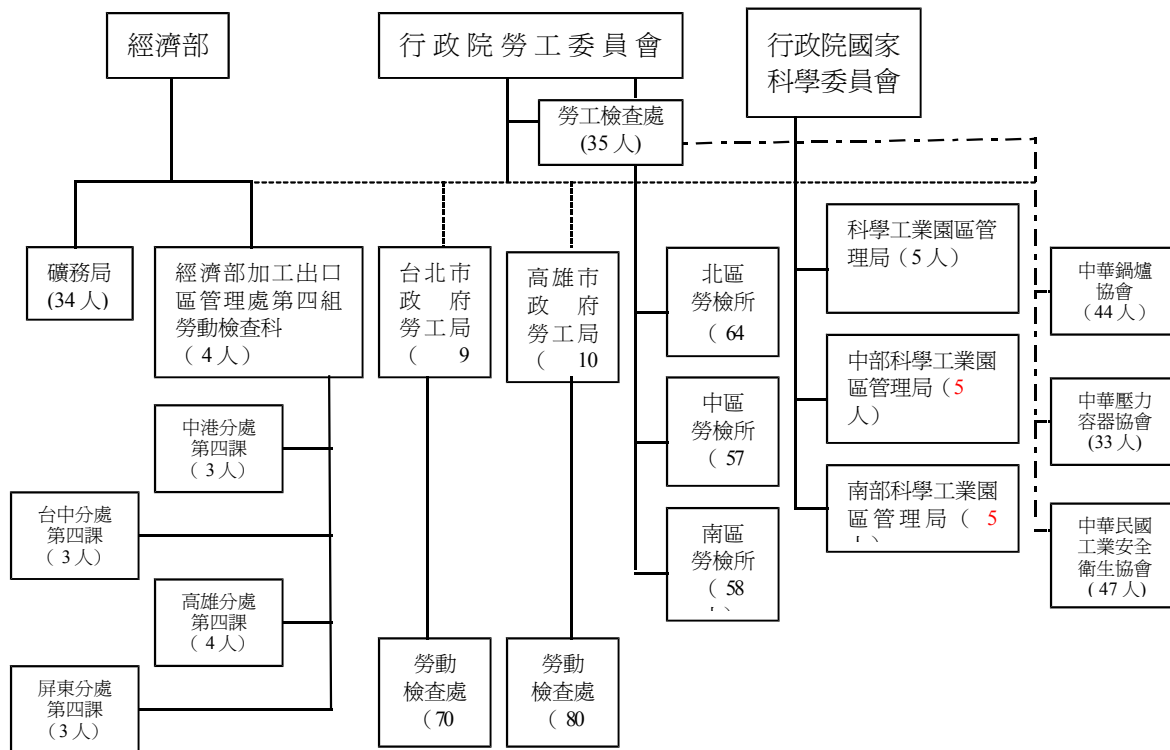 經濟部
行政院勞工委員會
行政院國家
科學委員會
勞工檢查處
(35人)
礦務局
(34人)
經濟部加工出口
區管理處第四組
勞動檢查科
（4人）
台北市
政府
勞工局
（ 9
高雄市
政府
勞工局
（ 10
北區
勞檢所
（64
科學工業園區管
理局（5人）
中華鍋爐
協會
（44人）
中部科學工業園
區管理局（5
人）
中港分處
第四課
（3人）
中區
勞檢所
（57
中華壓力
容器協會
(33人)
台中分處
第四課
（3人）
南部科學工業園
區管理局（5
南區
勞檢所
（58
中華民國
工業安全
衛生協會
（47人）
高雄分處
第四課
（4人）
屏東分處
第四課
（3人）
勞動
檢查處
（70
勞動
檢查處
（80